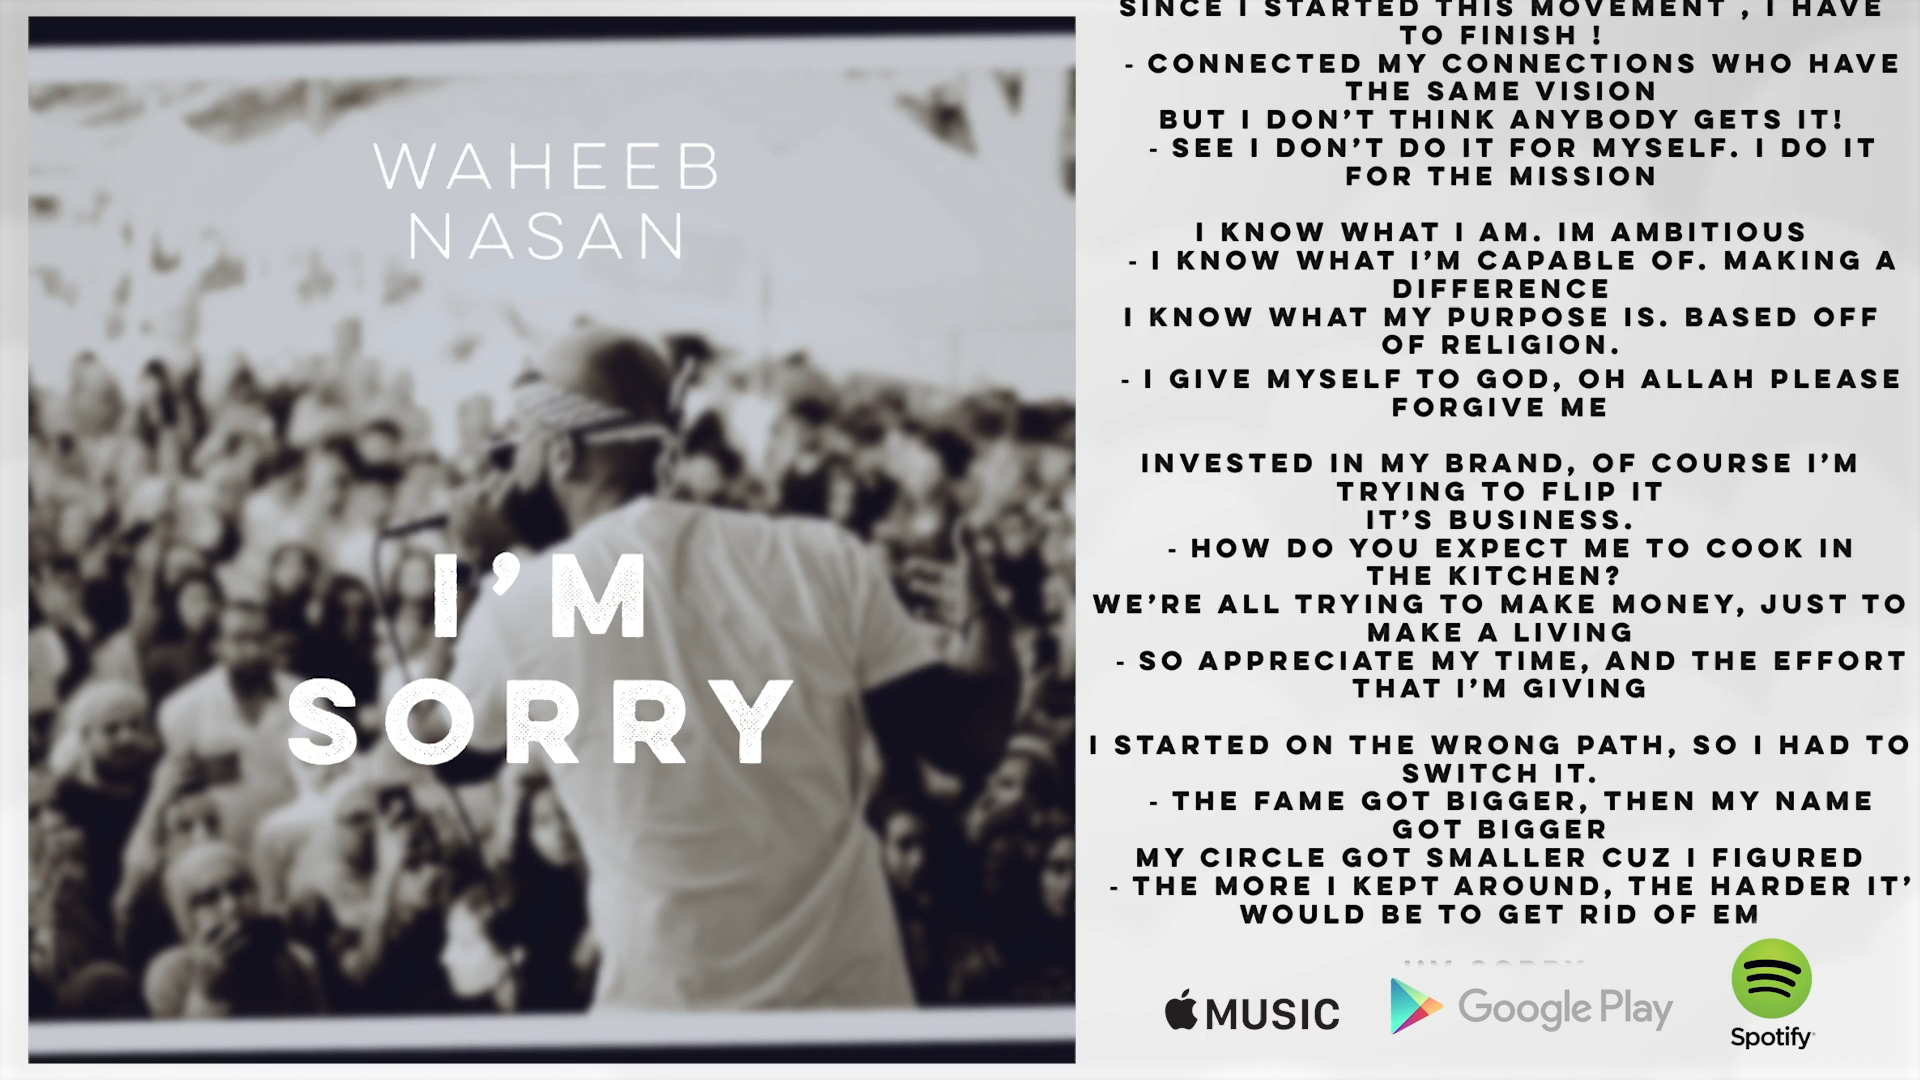 WAHEEB
NASAN
I'M
SORRY
SINCE I STARTED THIS MOVEMENT , I HAVE
TO FINISH !
- CONNECTED MY CONNECTIONS WHO HAVE
THE SAME VISION
BUT I DON'T THINK ANYBODY GETS IT!
- SEE I DON'T DO IT FOR MYSELF. I DO IT
FOR THE MISSION
I KNOW WHAT I AM. IM AMBITIOUS
- I KNOW WHAT I'M CAPABLE OF. MAKING A
DIFFERENCE
I KNOW WHAT MY PURPOSE IS. BASED OFF
OF RELIGION.
- I GIVE MYSELF TO GOD, OH ALLAH PLEASE
FORGIVE ME
INVESTED IN MY BRAND, OF COURSE I'M
TRYING TO FLIP IT
IT'S BUSINESS.
- HOW DO YOU EXPECT ME TO COOK IN
THE KITCHEN?
WE'RE ALL TRYING TO MAKE MONEY, JUST TO
MAKE A LIVING
- SO APPRECIATE MY TIME, AND THE EFFORT
THAT I'M GIVING
I STARTED ON THE WRONG PATH, SO I HAD TO
SWITCH IT.
- THE FAME GOT BIGGER, THEN MY NAME
GOT BIGGER
MY CIRCLE GOT SMALLER CUZ I FIGURED
- THE MORE I KEPT AROUND, THE HARDER IT'
WOULD BE TO GET RID OF EM
MUSIC
Google Play
Spotify